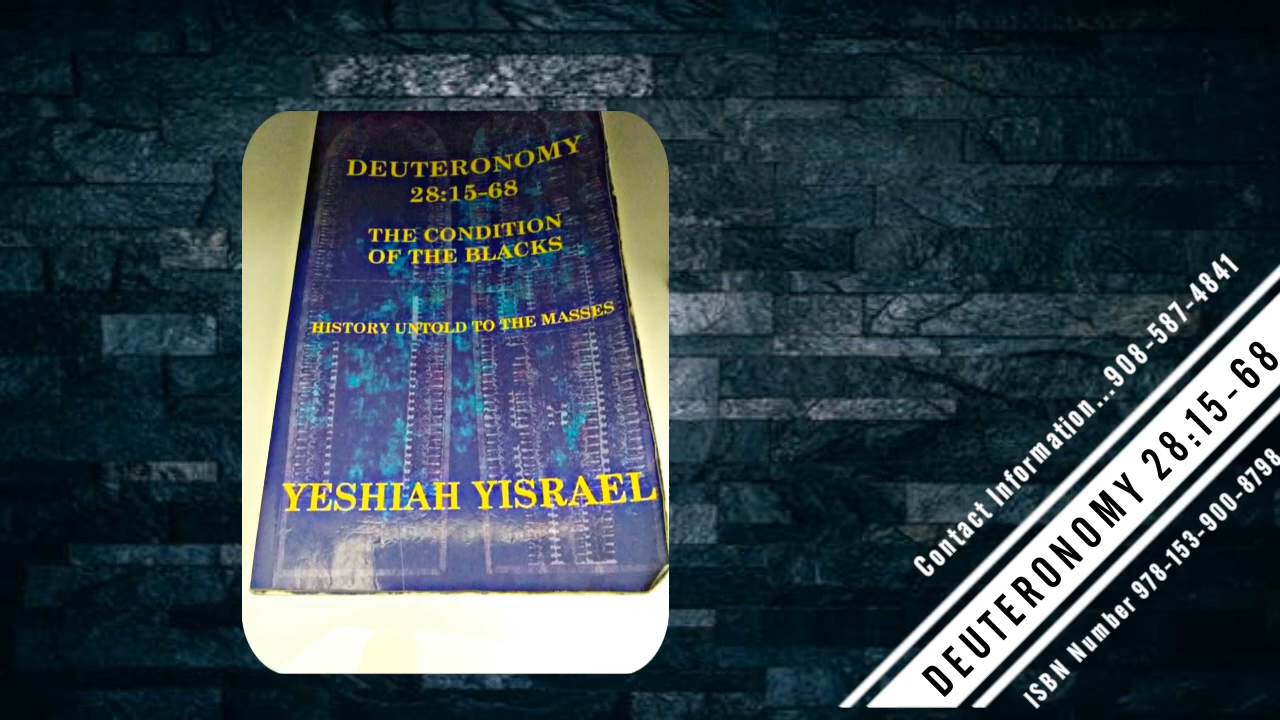 DEUTERONOMY
28:15-68
THE CONDITION
OF THE BLACKS
HISTORY UNTOLD TO THE MASSES
YESHIAH YISRAEL
Contact Information...908-587-4841
DEUTERONOMY 28:15-68
ISBN Number 978-153-900-8798